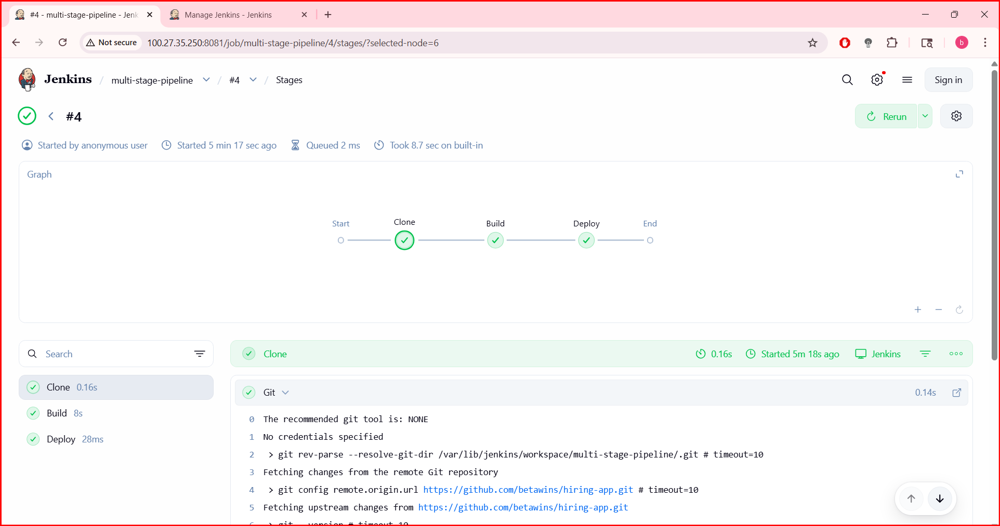 #4 - multi-stage-pipeline - Jenk
Manage Jenkins - Jenkins
Not secure
100.27.35.250:8081/job/multi-stage-pipeline/4/stages/?selected-node=6
b
Jenkins / multi-stage-pipeline / #4 / Stages
Sign in
#4
Rerun
Started by anonymous user
Started 5 min 17 sec ago
Queued 2 ms
Took 8.7 sec on built-in
Graph
Start
Clone
Build
Deploy
End
Search
Clone 0.16s
Build 8s
Deploy 28ms
Clone
0.16s
Started 5m 18s ago
Jenkins
Git
0.14s
0 The recommended git tool is: NONE
1 No credentials specified
2 > git rev-parse --resolve-git-dir /var/lib/jenkins/workspace/multi-stage-pipeline/.git # timeout=10
3 Fetching changes from the remote Git repository
4 > git config remote.origin.url https://github.com/betawins/hiring-app.git # timeout=10
5 Fetching upstream changes from https://github.com/betawins/hiring-app.git
6 > git --version # timeout=10